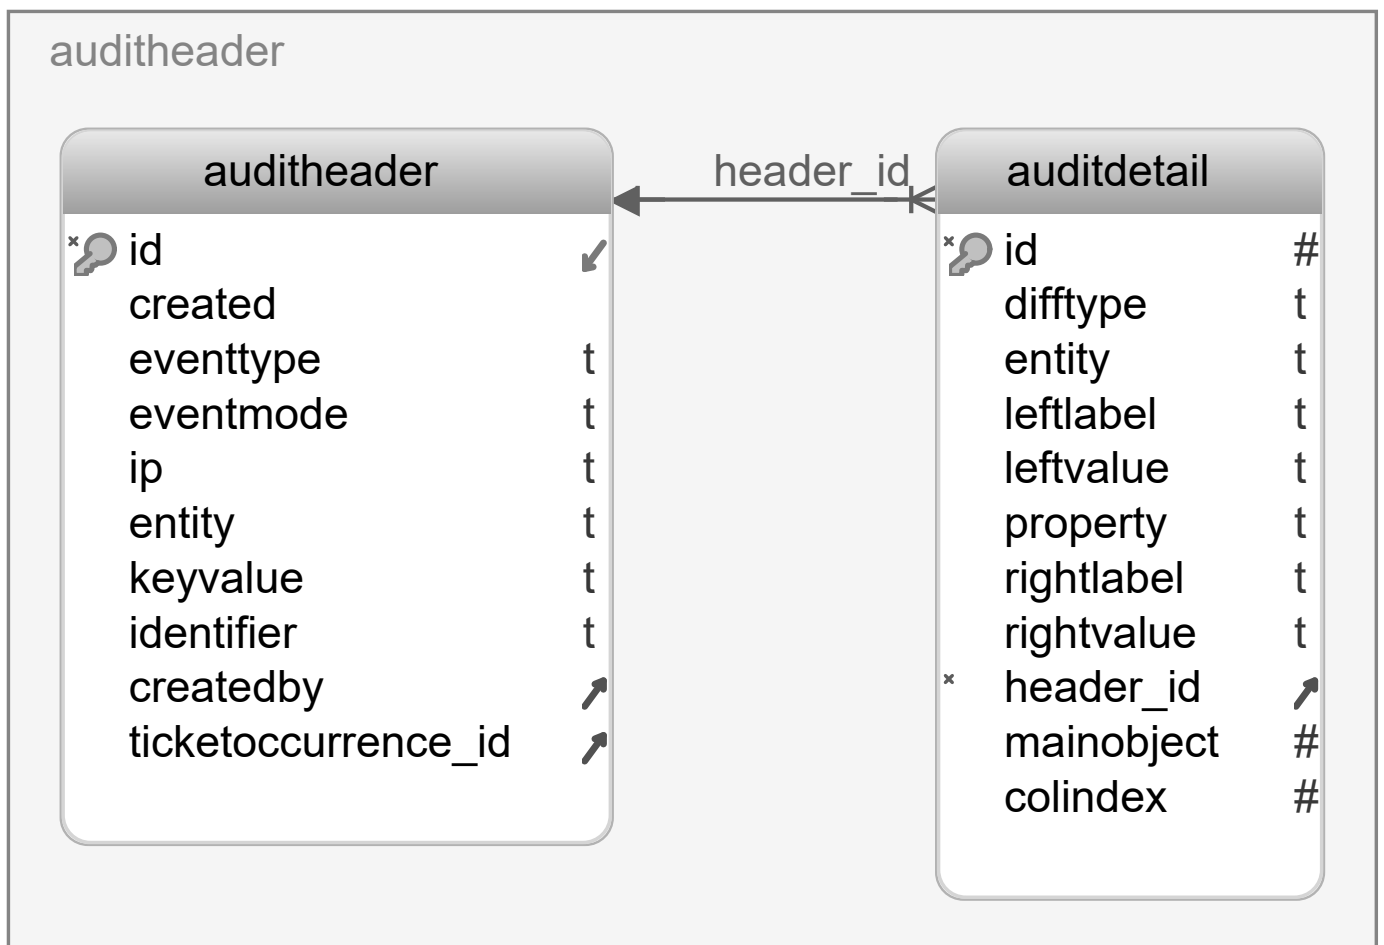 auditheader
auditheader
id
created
eventtype t
eventmode t
ip t
entity t
keyvalue t
identifier t
createdby
ticketoccurrence_id
header_id
auditdetail
id #
difftype t
entity t
leftlabel t
leftvalue t
property t
rightlabel t
rightvalue t
header_id
mainobject #
colindex #